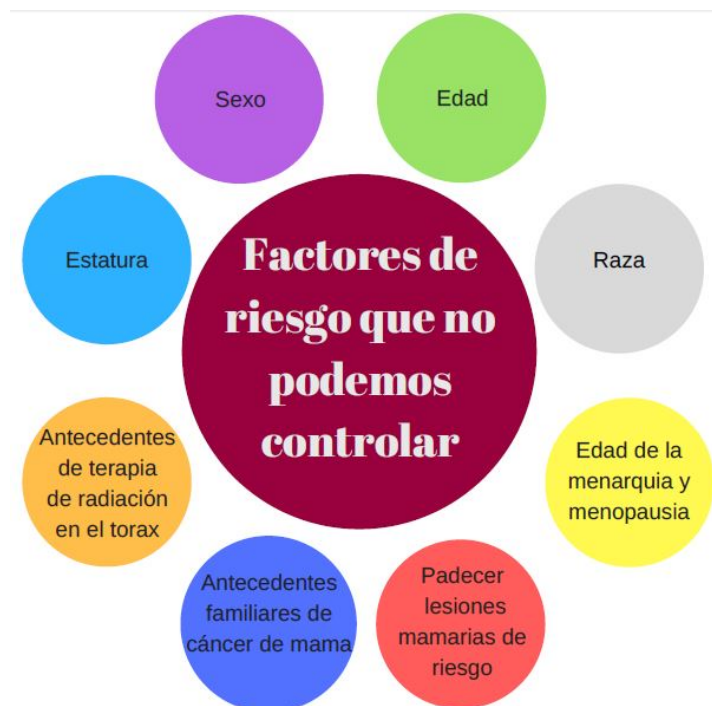 Sexo
Edad
Estatura
Factores de
riesgo que no
podemos
controlar
Raza
Antecedentes
de terapia
de radiación
en el torax
Edad de la
menarquia y
menopausia
Antecedentes
familiares de
cáncer de mama
Padecer
lesiones
mamarias de
riesgo